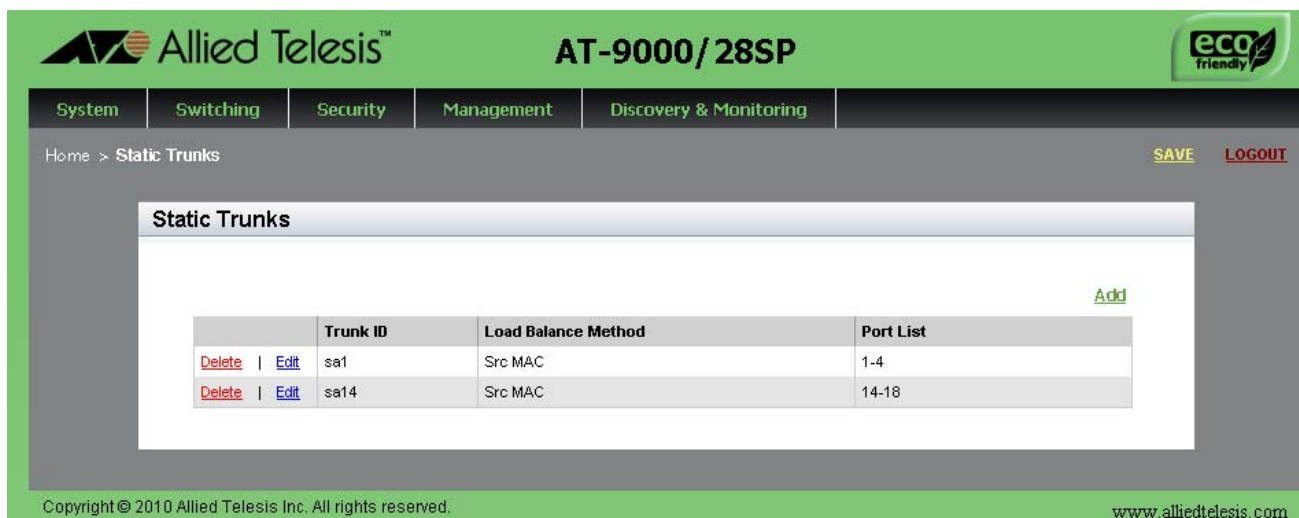 Allied Telesis™
AT-9000/28SP
eco friendly
System Switching Security Management Discovery & Monitoring
Home > Static Trunks
SAVE LOGOUT
Static Trunks
Add
Trunk ID Load Balance Method Port List
Delete | Edit sa1 Src MAC 1-4
Delete | Edit sa14 Src MAC 14-18
Copyright © 2010 Allied Telesis Inc. All rights reserved.
www.alliedtelesis.com